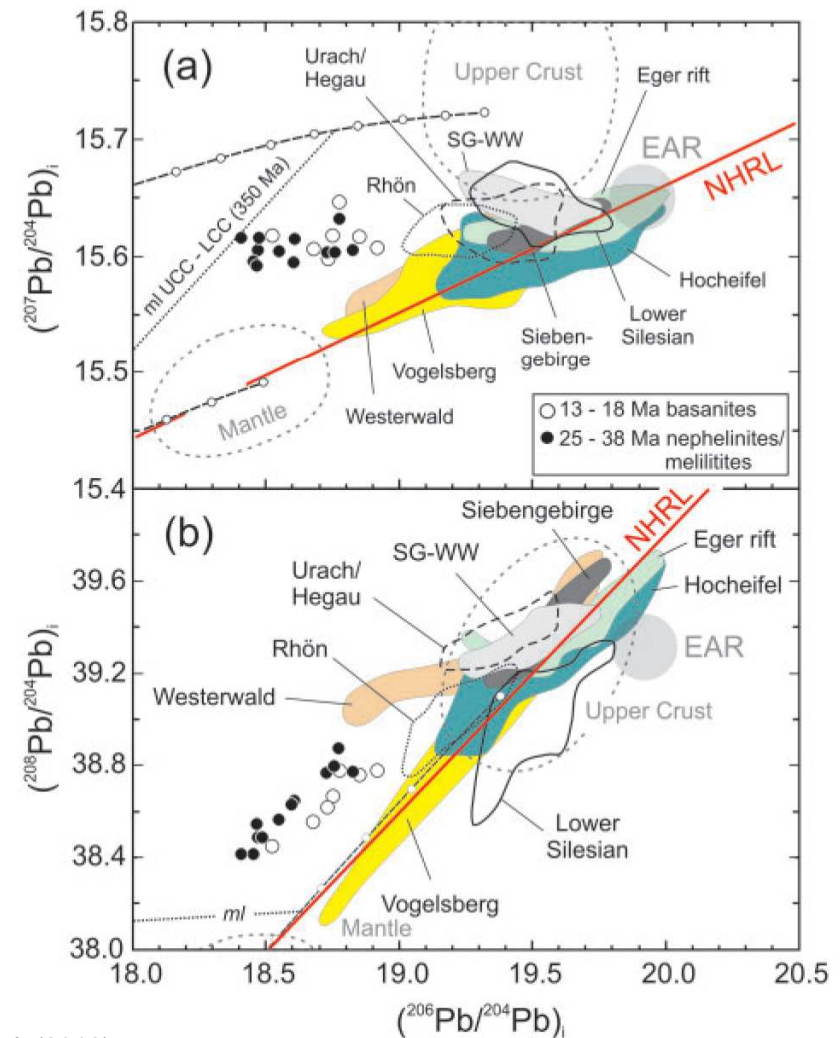 15.8
(a)
Urach/
Hegau
Upper Crust
Eger rift
15.7
SG-WW
EAR
NHRL
Rhön
ml UCC - LCC (350 Ma)
15.6
(²⁰⁷Pb/²⁰⁴Pb)ᵢ
Hocheifel
Lower
Silesian
Sieben-
gebirge
Vogelsberg
15.5
Mantle
Westerwald
13 - 18 Ma basanites
25 - 38 Ma nephelinites/
melilitites
15.4
(b)
Siebengebirge
NHRL
SG-WW
Eger rift
39.6
Urach/
Hegau
Hocheifel
Rhön
EAR
39.2
Westerwald
Upper Crust
(²⁰⁸Pb/²⁰⁴Pb)ᵢ
38.8
Lower
Silesian
38.4
Vogelsberg
ml
Mantle
38.0
18.0 18.5 19.0 19.5 20.0 20.5
(²⁰⁶Pb/²⁰⁴Pb)ᵢ